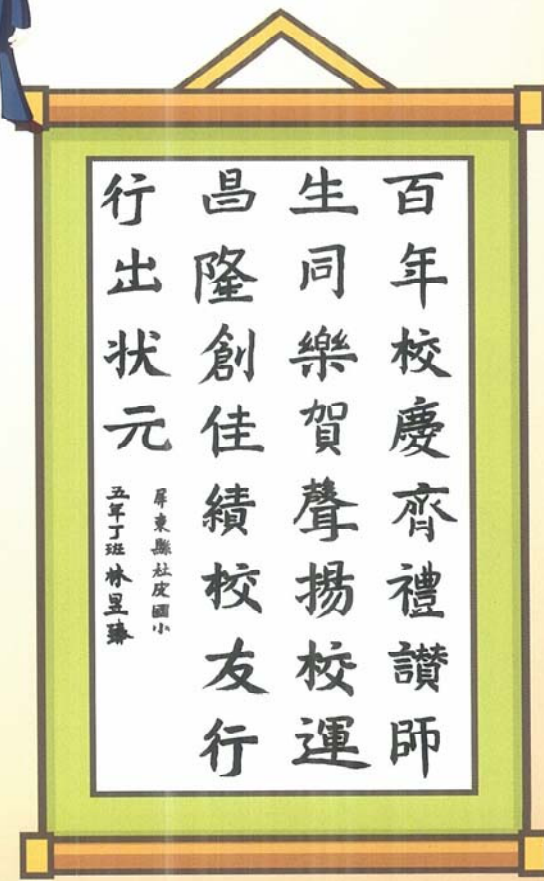 百年校慶齊禮讃師
生同樂賀聲揚校運
昌隆創佳績校友行
行出状元
屏東縣社皮國小
五年丁班林昱臻